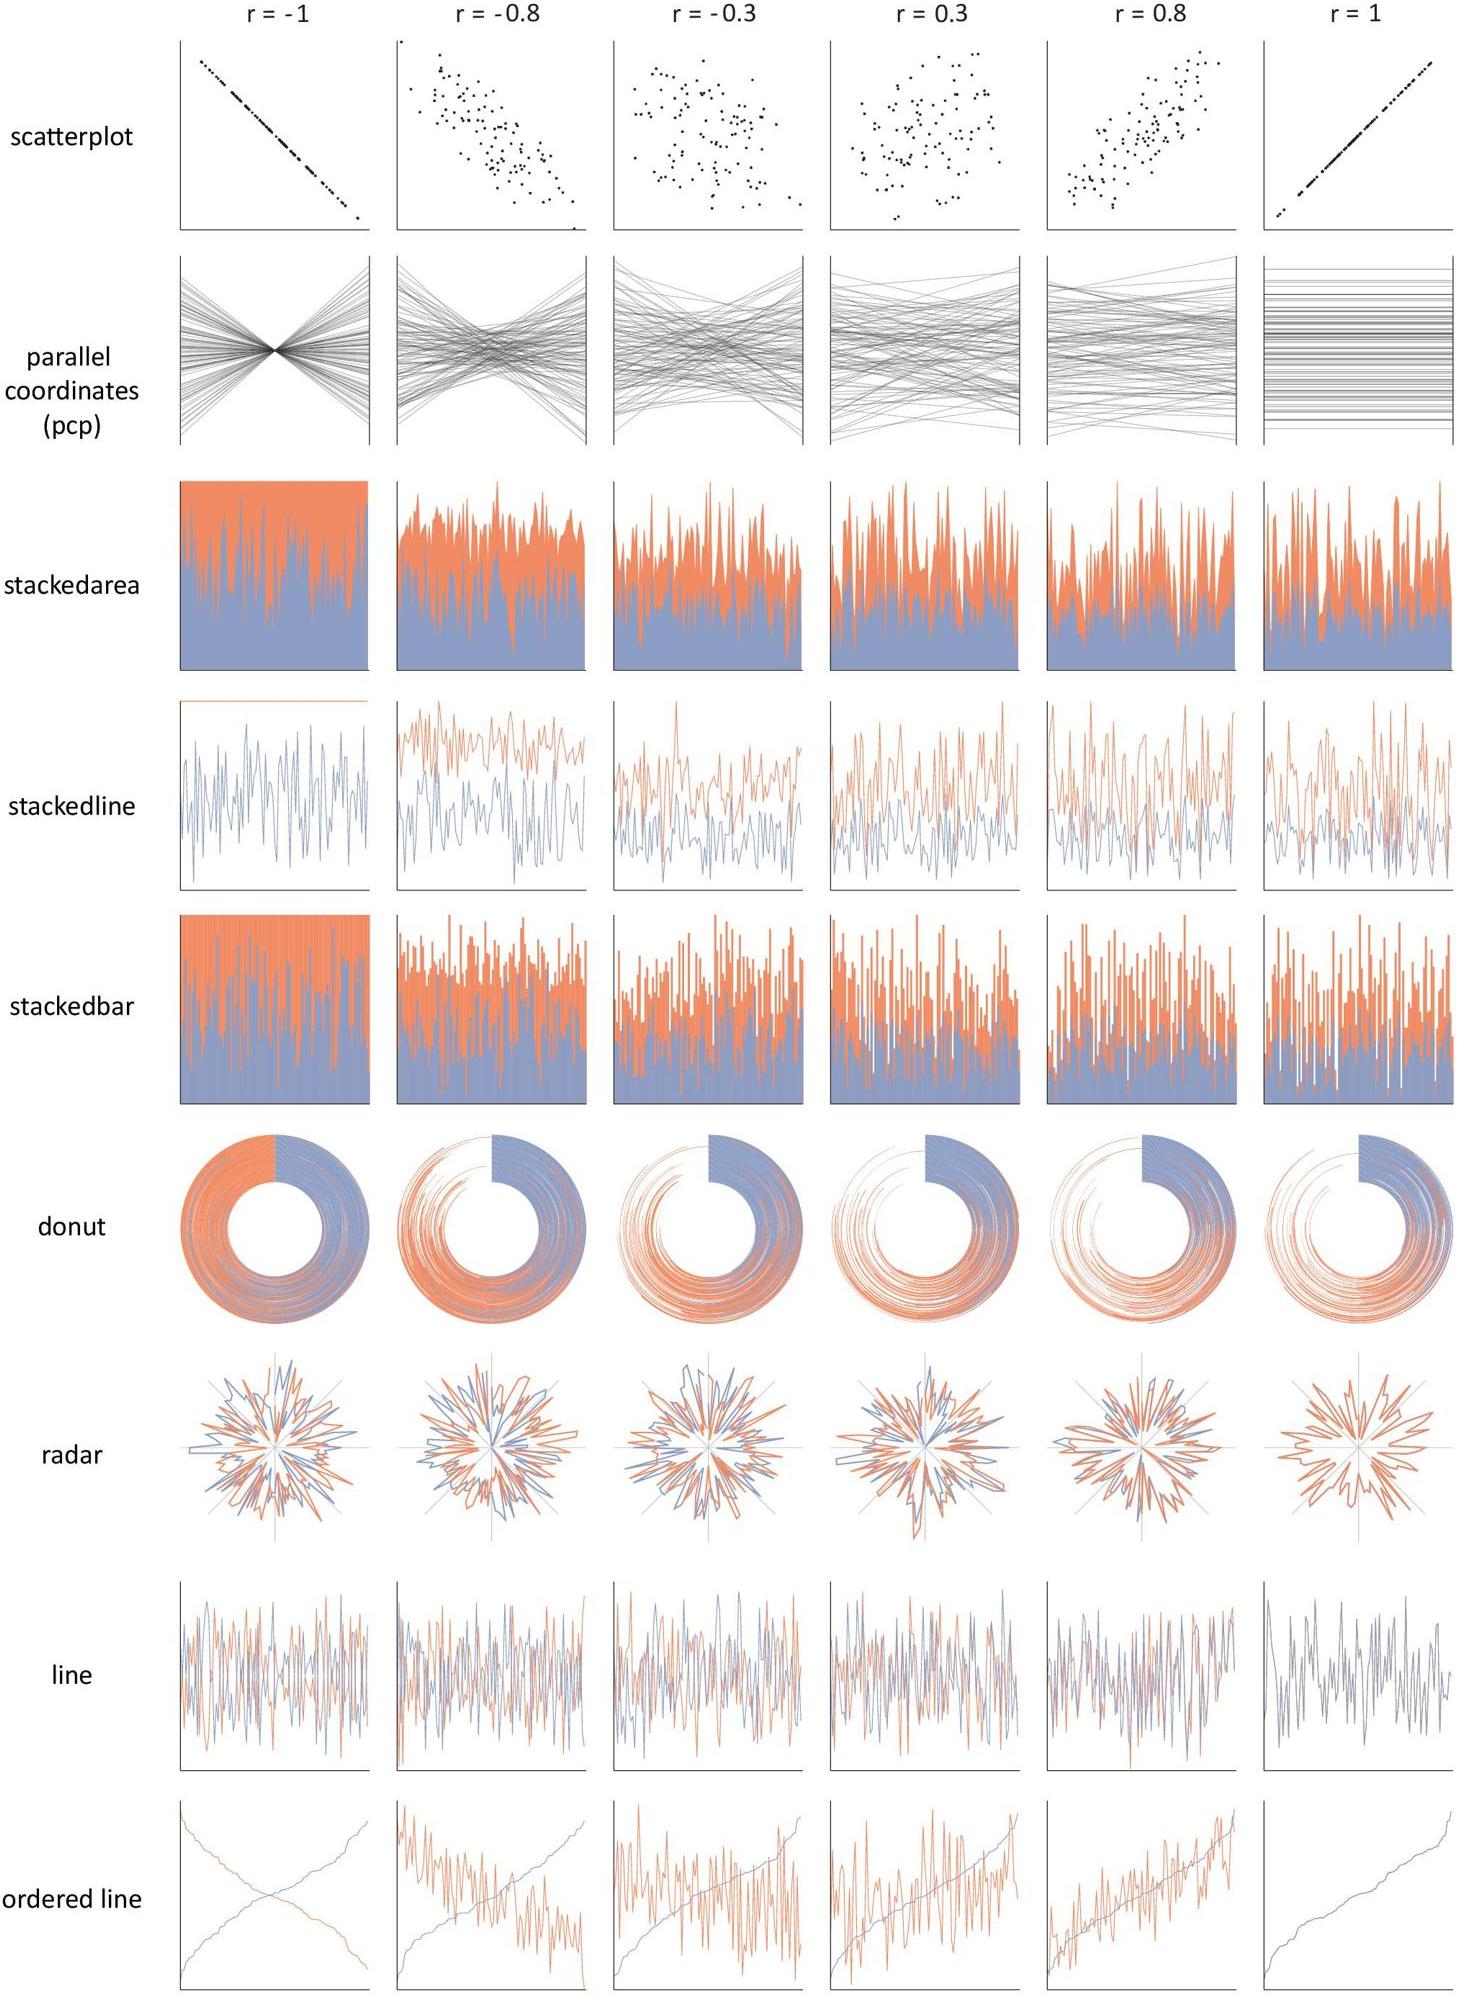 r = -1 r = -0.8 r = -0.3 r = 0.3 r = 0.8 r = 1
scatterplot
parallel
coordinates
(pcp)
stackedarea
stackedline
stackedbar
donut
radar
line
ordered line